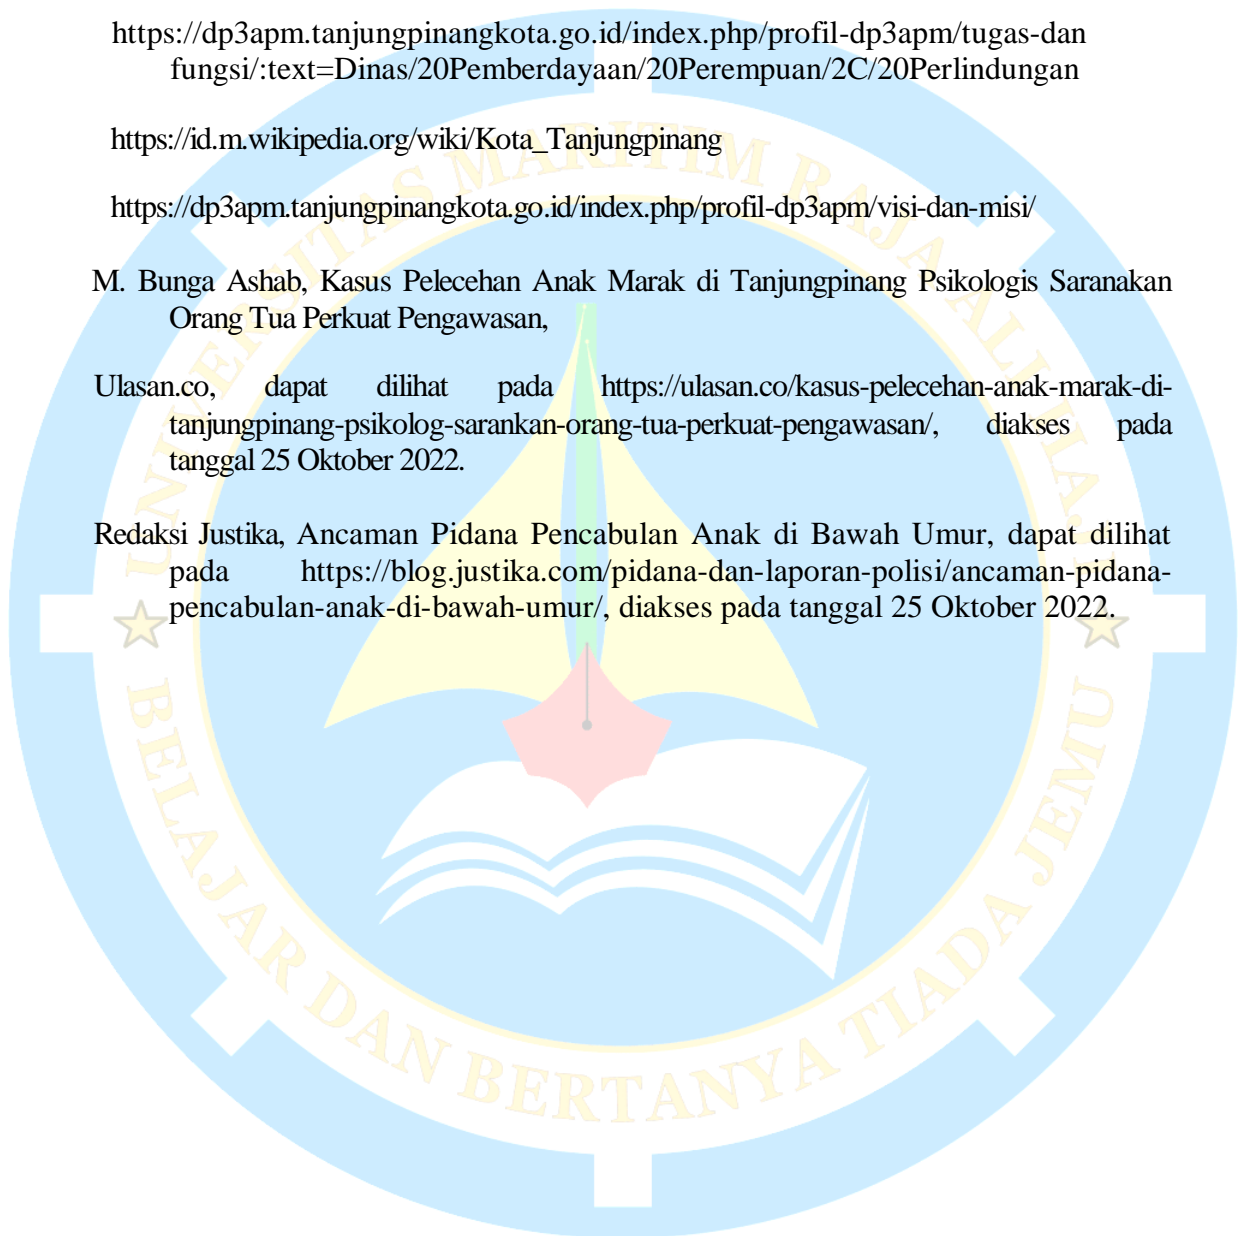 https://dp3apm.tanjungpinangkota.go.id/index.php/profil-dp3apm/tugas-dan
fungsi/:text=Dinas/20Pemberdayaan/20Perempuan/2C/20Perlindungan
https://id.m.wikipedia.org/wiki/Kota_Tanjungpinang
https://dp3apm.tanjungpinangkota.go.id/index.php/profil-dp3apm/visi-dan-misi/
M. Bunga Ashab, Kasus Pelecehan Anak Marak di Tanjungpinang Psikologis Saranakan
Orang Tua Perkuat Pengawasan,
Ulasan.co, dapat dilihat pada https://ulasan.co/kasus-pelecehan-anak-marak-di-
tanjungpinang-psikolog-sarankan-orang-tua-perkuat-pengawasan/, diakses pada
tanggal 25 Oktober 2022.
Redaksi Justika, Ancaman Pidana Pencabulan Anak di Bawah Umur, dapat dilihat
pada https://blog.justika.com/pidana-dan-laporan-polisi/ancaman-pidana-
pencabulan-anak-di-bawah-umur/, diakses pada tanggal 25 Oktober 2022.
UNIVERSITAS MARITIM RAJA ALI HAJI
BELAJAR DAN BERTANYA TIADA JEMU